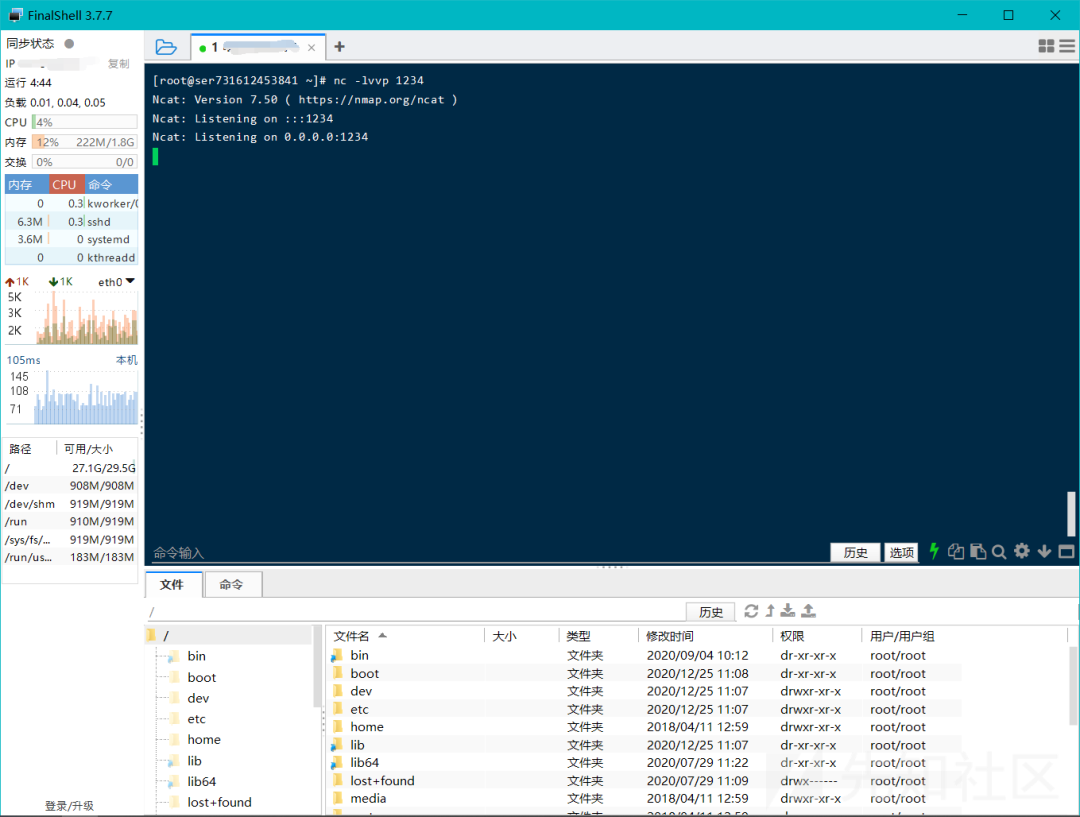 FinalShell 3.7.7
同步状态
IP 复制
运行 4:44
负载 0.01, 0.04, 0.05
CPU 4%
内存 12% 222M/1.8G
交换 0% 0/0
内存 CPU 命令
0 0.3 kworker/0
6.3M 0.3 sshd
3.6M 0 systemd
0 0 kthreadd
1K 1K eth0
5K
3K
2K
105ms 本机
145
108
71
路径 可用/大小
/ 27.1G/29.5G
/dev 908M/908M
/dev/shm 919M/919M
/run 910M/919M
/sys/fs/... 919M/919M
/run/us... 183M/183M
登录/升级
1
[root@ser731612453841 ~]# nc -lvvp 1234
Ncat: Version 7.50 ( https://nmap.org/ncat )
Ncat: Listening on :::1234
Ncat: Listening on 0.0.0.0:1234
命令输入 历史 选项
文件 命令
/ 历史
/
bin
boot
dev
etc
home
lib
lib64
lost+found
文件名 大小 类型 修改时间 权限 用户/用户组
bin 文件夹 2020/09/04 10:12 dr-xr-xr-x root/root
boot 文件夹 2020/12/25 11:08 dr-xr-xr-x root/root
dev 文件夹 2020/12/25 11:07 drwxr-xr-x root/root
etc 文件夹 2020/12/25 11:07 drwxr-xr-x root/root
home 文件夹 2018/04/11 12:59 drwxr-xr-x root/root
lib 文件夹 2020/12/25 11:07 dr-xr-xr-x root/root
lib64 文件夹 2020/07/29 11:22 dr-xr-xr-x root/root
lost+found 文件夹 2020/07/29 11:09 drwx------ root/root
media 文件夹 2018/04/11 12:59 drwxr-xr-x root/root
先知社区